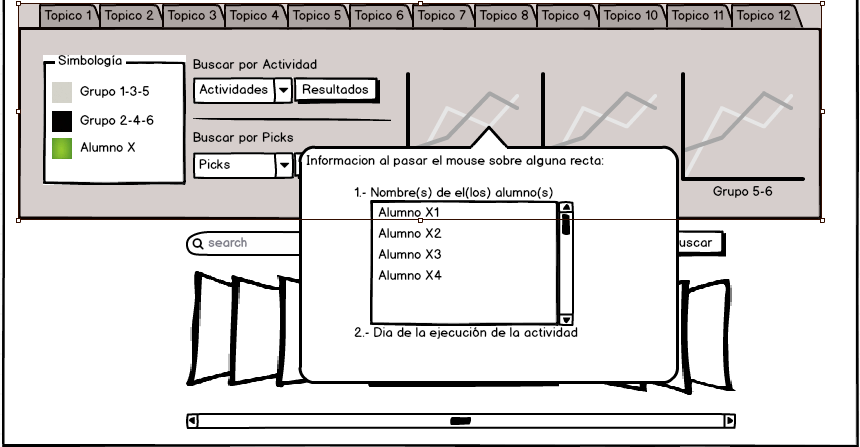 Topico 1 Topico 2 Topico 3 Topico 4 Topico 5 Topico 6 Topico 7 Topico 8 Topico 9 Topico 10 Topico 11 Topico 12
Simbología
Grupo 1-3-5
Grupo 2-4-6
Alumno X
Buscar por Actividad
Actividades Resultados
Buscar por Picks
Picks
Grupo 5-6
Informacion al pasar el mouse sobre alguna recta:
1.- Nombre(s) de el(los) alumno(s)
Alumno X1
Alumno X2
Alumno X3
Alumno X4
2.- Dia de la ejecución de la actividad
search
uscar